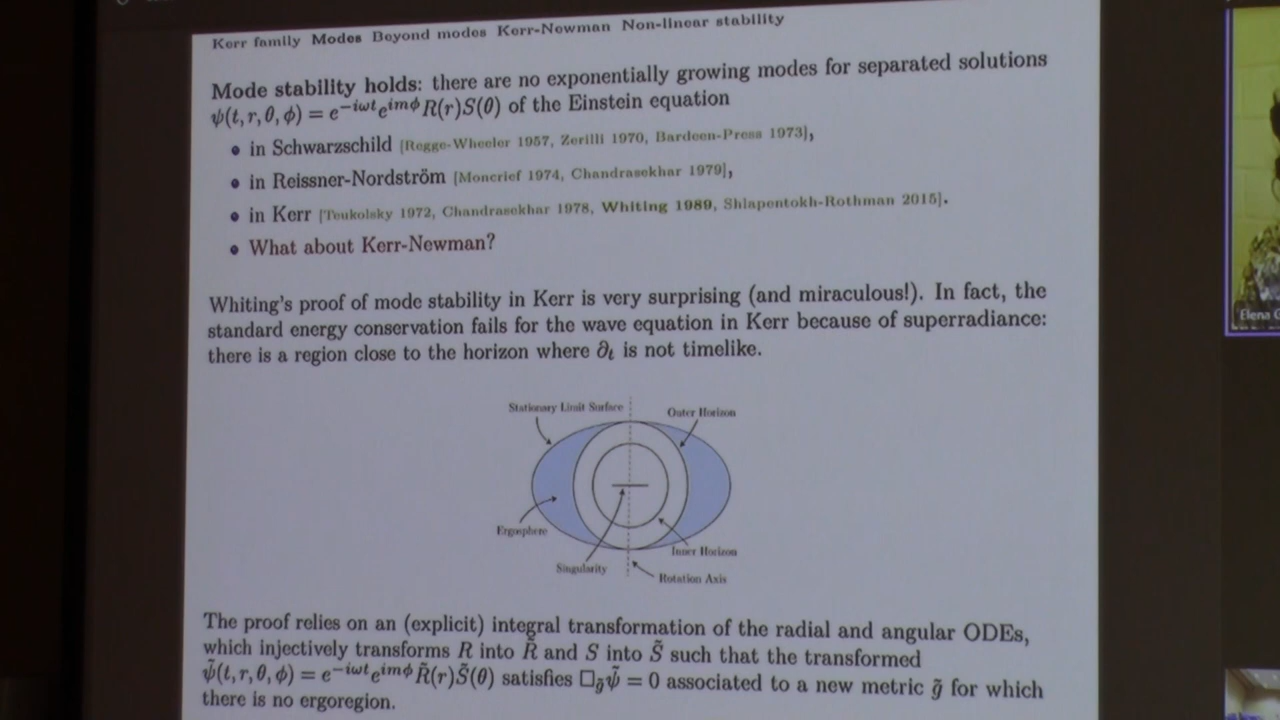 Kerr family Modes Beyond modes Kerr-Newman Non-linear stability
Mode stability holds: there are no exponentially growing modes for separated solutions
ψ(t, r, θ, ϕ) = e^{−iωt}e^{imϕ}R(r)S(θ) of the Einstein equation
• in Schwarzschild [Regge-Wheeler 1957, Zerilli 1970, Bardeen-Press 1973],
• in Reissner-Nordström [Moncrief 1974, Chandrasekhar 1979],
• in Kerr [Teukolsky 1972, Chandrasekhar 1978, Whiting 1989, Shlapentokh-Rothman 2015].
• What about Kerr-Newman?
Whiting's proof of mode stability in Kerr is very surprising (and miraculous!). In fact, the
standard energy conservation fails for the wave equation in Kerr because of superradiance:
there is a region close to the horizon where ∂t is not timelike.
Stationary Limit Surface
Outer Horizon
Ergosphere
Inner Horizon
Singularity
Rotation Axis
The proof relies on an (explicit) integral transformation of the radial and angular ODEs,
which injectively transforms R into R̃ and S into S̃ such that the transformed
ψ̃(t, r, θ, ϕ) = e^{−iωt}e^{imϕ}R̃(r)S̃(θ) satisfies □_g̃ψ̃ = 0 associated to a new metric g̃ for which
there is no ergoregion.
Elena